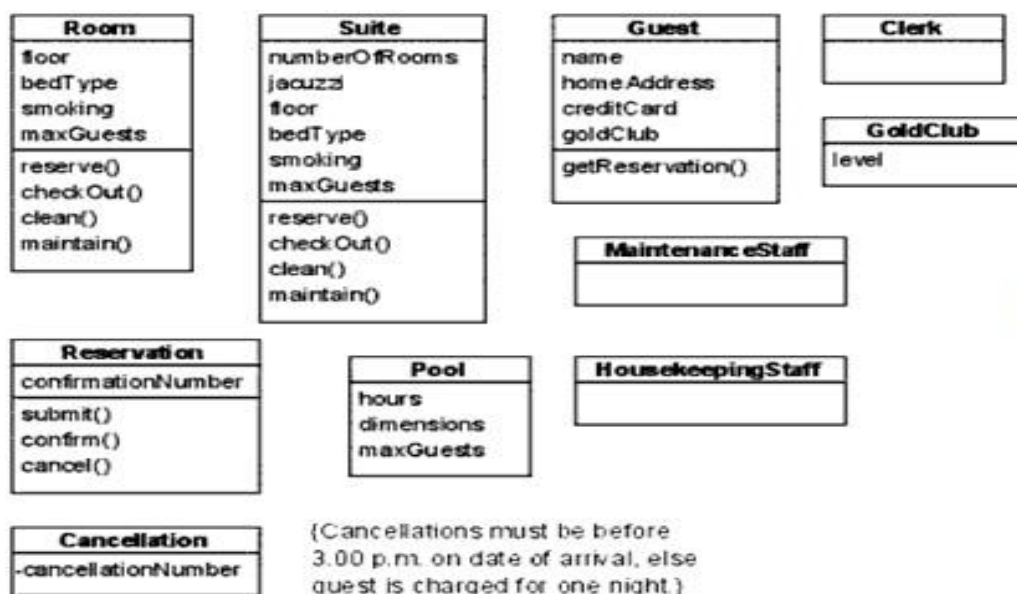 Room
floor
bedType
smoking
maxGuests
reserve()
checkOut()
clean()
maintain()
Suite
numberOfRooms
jacuzzi
floor
bedType
smoking
maxGuests
reserve()
checkOut()
clean()
maintain()
Guest
name
homeAddress
creditCard
goldClub
getReservation()
Clerk
GoldClub
level
MaintenanceStaff
Reservation
confirmationNumber
submit()
confirm()
cancel()
Pool
hours
dimensions
maxGuests
HousekeepingStaff
Cancellation
-cancellationNumber
{Cancellations must be before
3.00 p.m. on date of arrival, else
guest is charged for one night.}